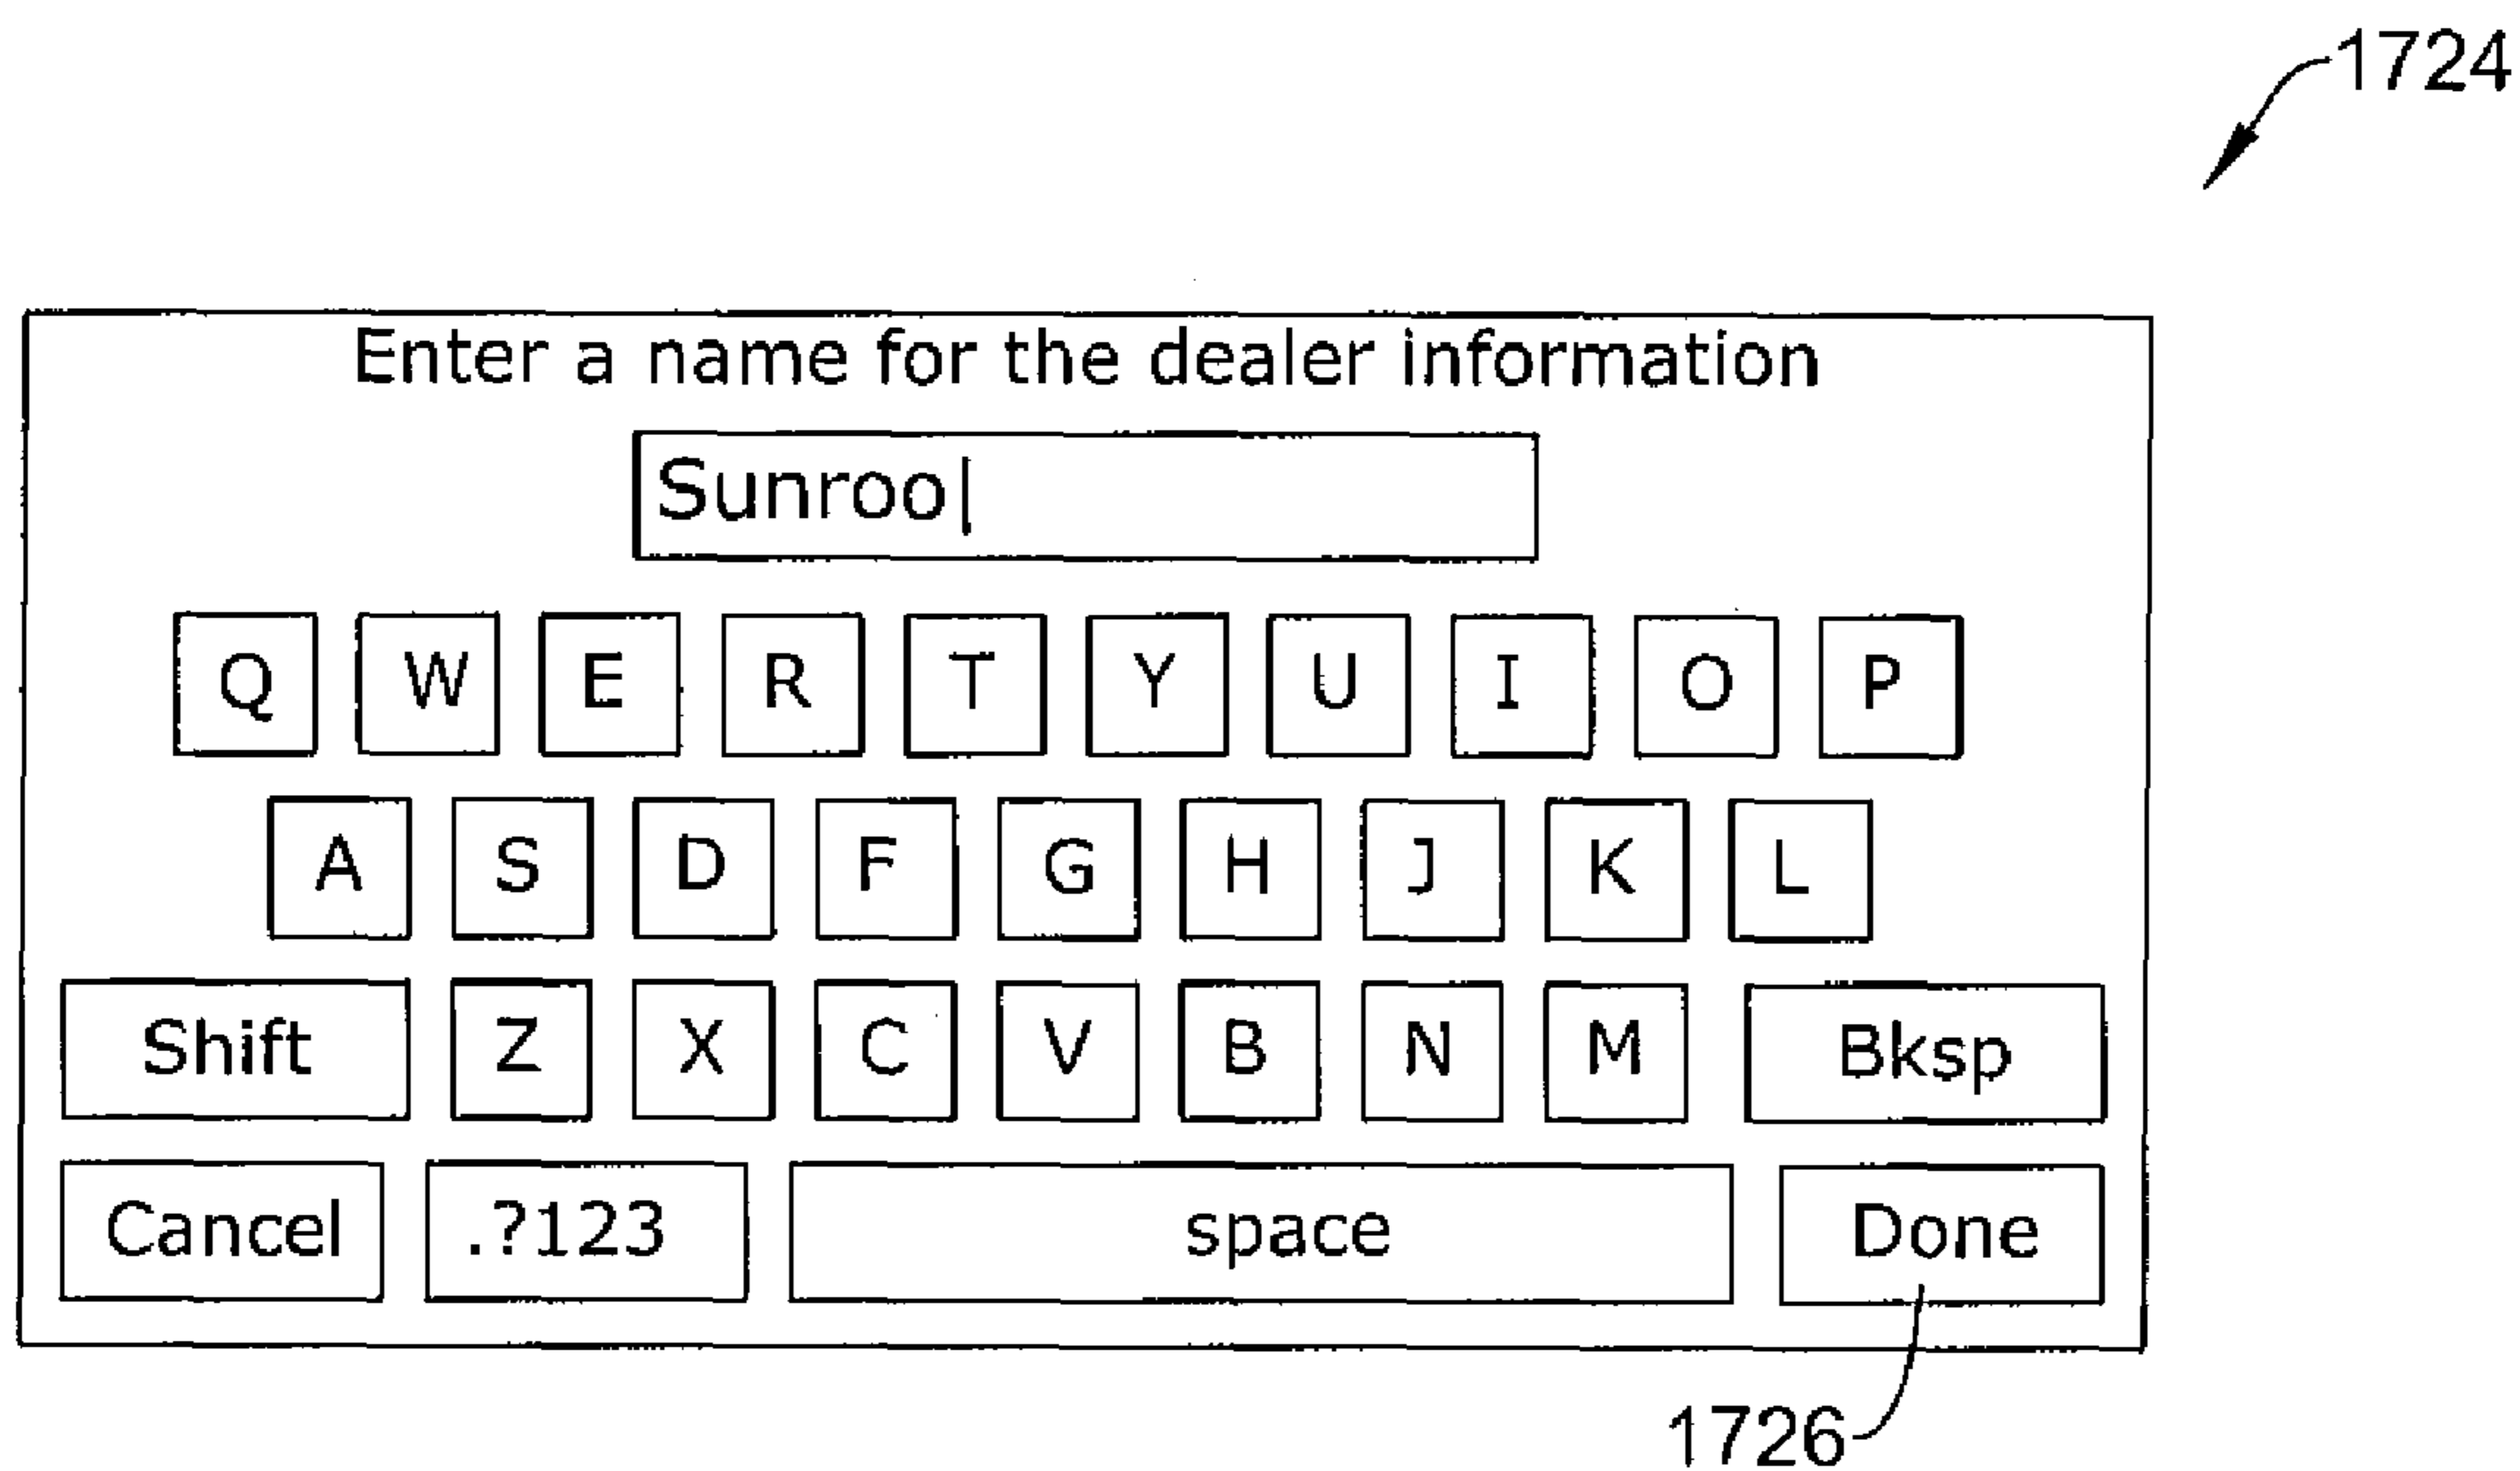 1724
Enter a name for the dealer information
Sunroo|
Q W E R T Y U I O P
A S D F G H J K L
Shift Z X C V B N M Bksp
Cancel .?123 space Done
1726